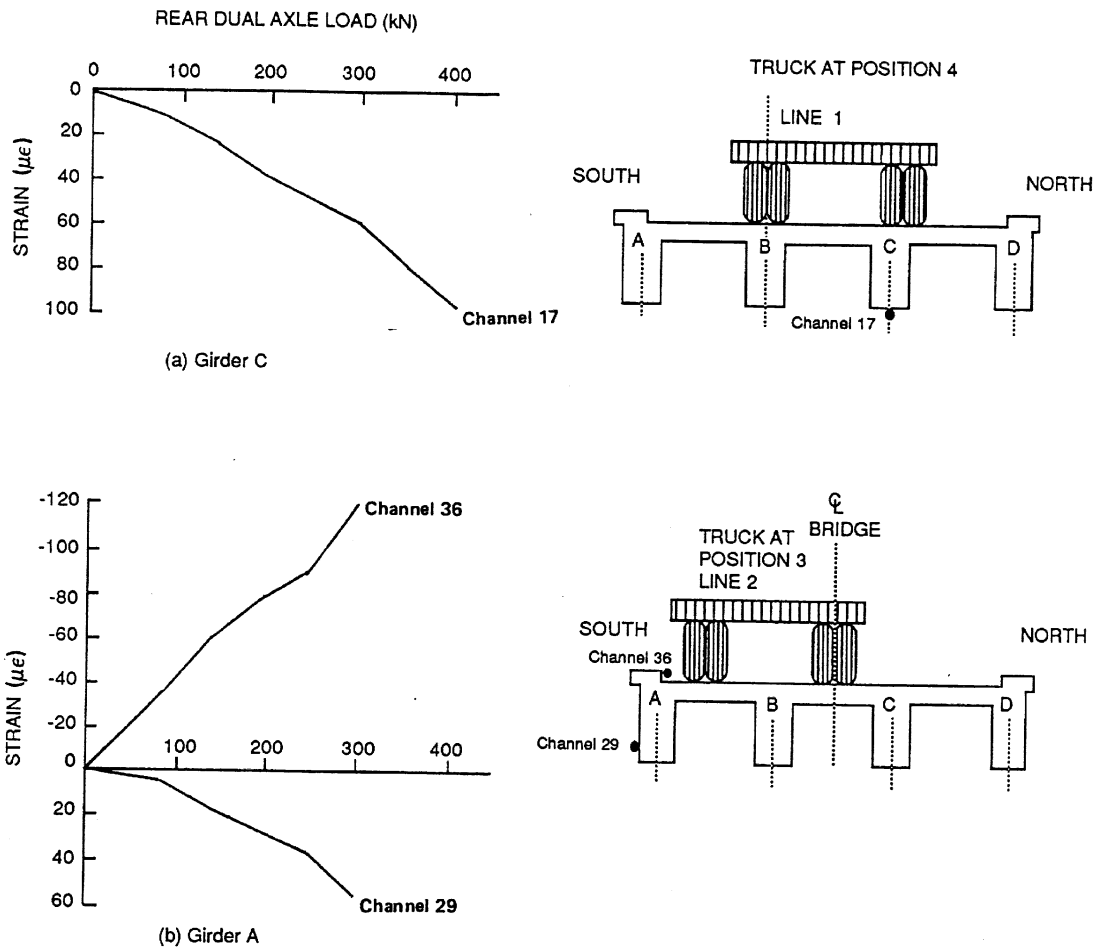 REAR DUAL AXLE LOAD (kN)
0 100 200 300 400
0
20
40
60
80
100
STRAIN (µε)
Channel 17
(a) Girder C
TRUCK AT POSITION 4
LINE 1
SOUTH
NORTH
A B C D
Channel 17
-120
-100
-80
-60
-40
-20
0
20
40
60
STRAIN (µε)
100 200 300 400
Channel 36
Channel 29
(b) Girder A
℄
BRIDGE
TRUCK AT
POSITION 3
LINE 2
SOUTH
NORTH
Channel 36
A B C D
Channel 29